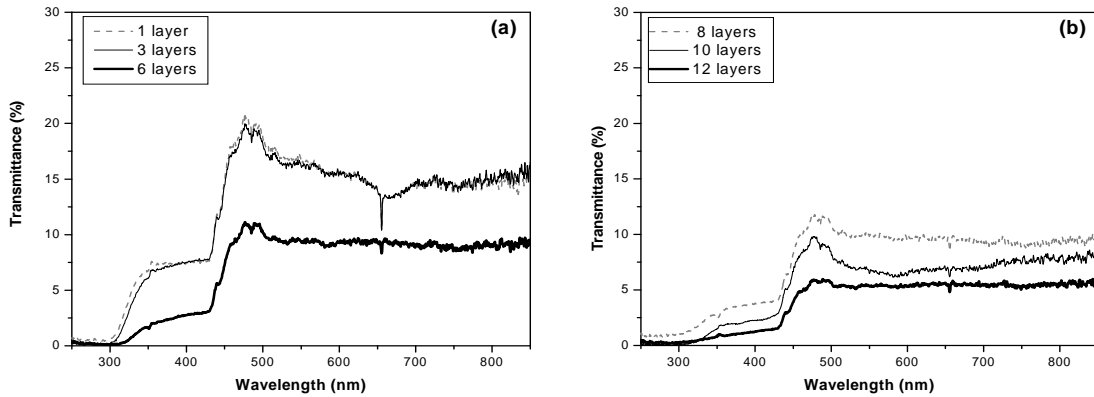 (a)
1 layer
3 layers
6 layers
30
25
20
15
10
5
0
Transmittance (%)
300 400 500 600 700 800
Wavelength (nm)
(b)
8 layers
10 layers
12 layers
30
25
20
15
10
5
0
Transmittance (%)
300 400 500 600 700 800
Wavelength (nm)